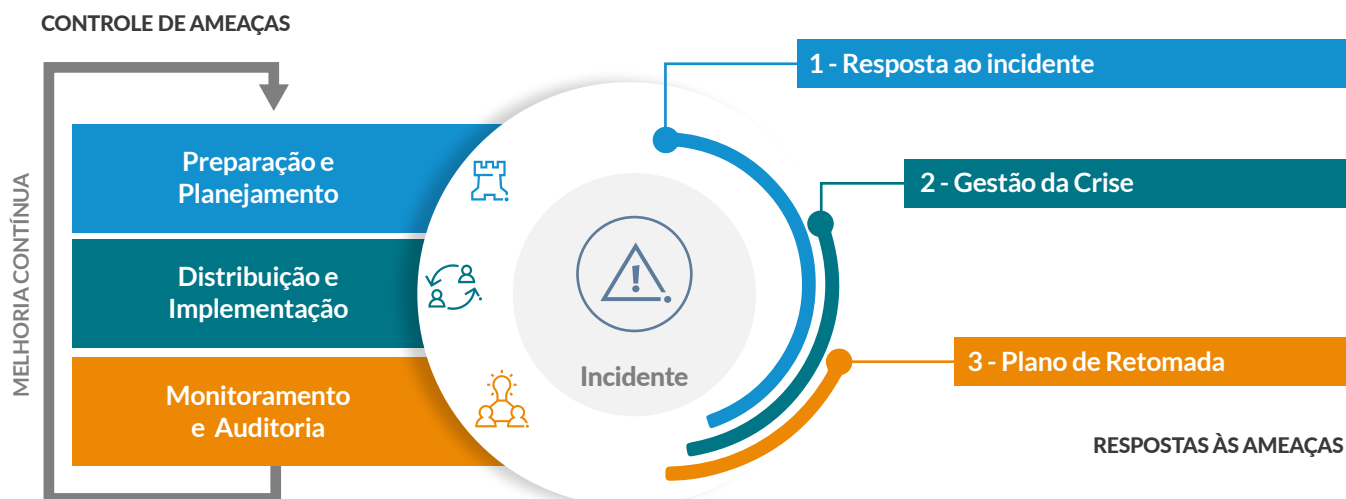 CONTROLE DE AMEAÇAS
MELHORIA CONTÍNUA
Preparação e
Planejamento
Distribuição e
Implementação
Monitoramento
e Auditoria
Incidente
1 - Resposta ao incidente
2 - Gestão da Crise
3 - Plano de Retomada
RESPOSTAS ÀS AMEAÇAS